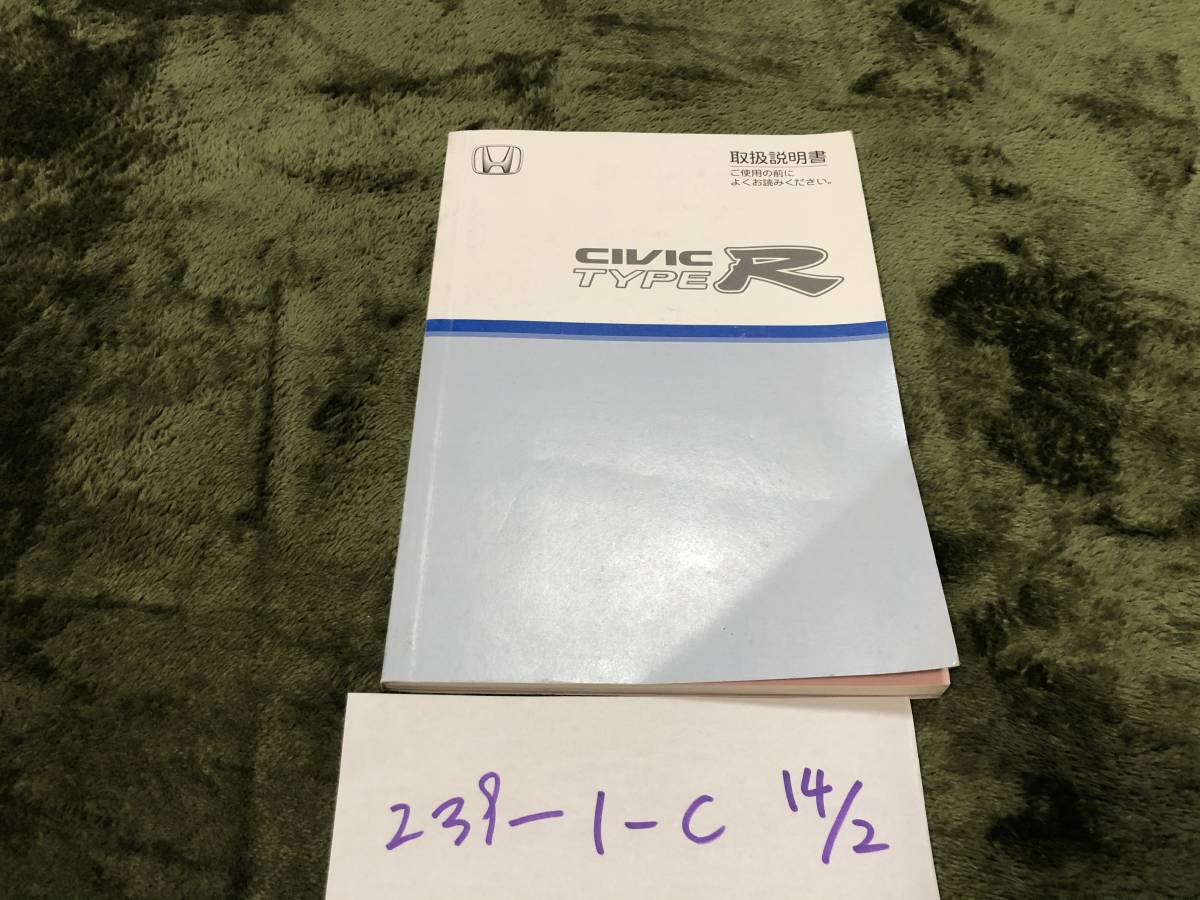 取扱説明書
ご使用の前に
よくお読みください。
CIVIC
TYPE R
239-1-C 14/2